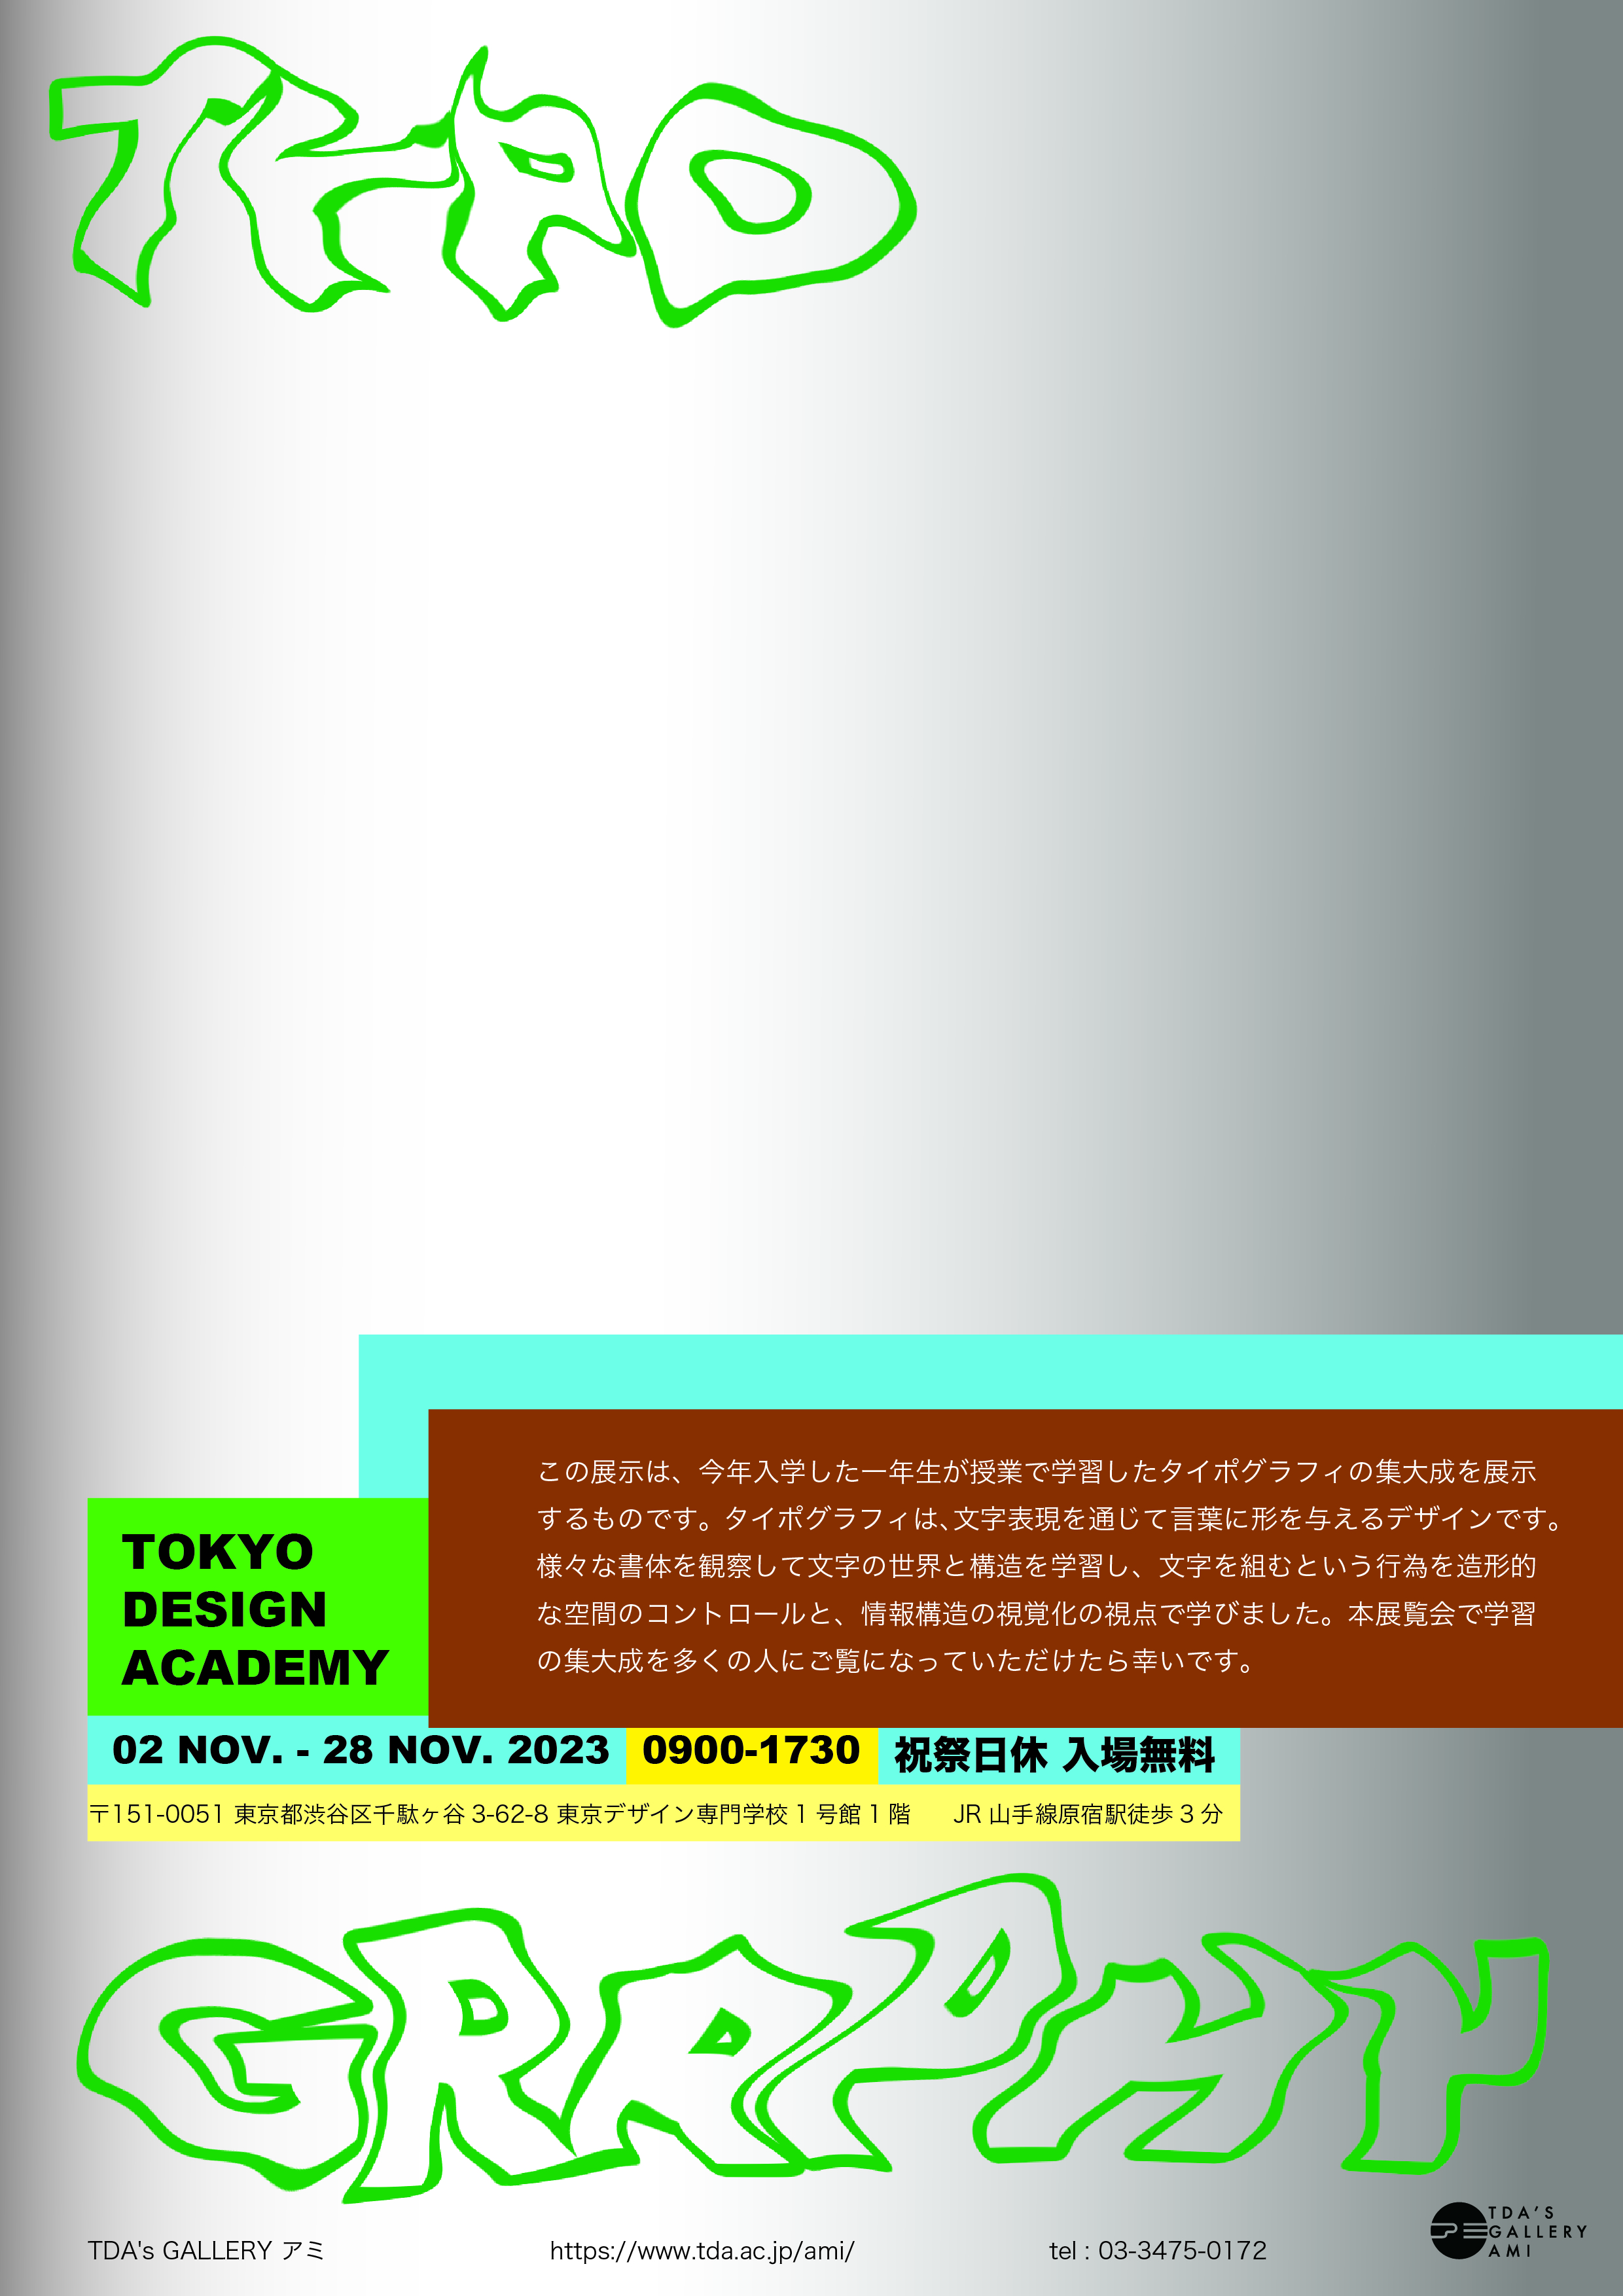 TYPO
TOKYO
DESIGN
ACADEMY
この展示は、今年入学した一年生が授業で学習したタイポグラフィの集大成を展示
するものです。タイポグラフィは、文字表現を通じて言葉に形を与えるデザインです。
様々な書体を観察して文字の世界と構造を学習し、文字を組むという行為を造形的
な空間のコントロールと、情報構造の視覚化の視点で学びました。本展覧会で学習
の集大成を多くの人にご覧になっていただけたら幸いです。
02 NOV. - 28 NOV. 2023 0900-1730 祝祭日休 入場無料
〒151-0051 東京都渋谷区千駄ヶ谷 3-62-8 東京デザイン専門学校 1 号館 1 階 JR 山手線原宿駅徒歩 3 分
GRAPHY
TDA's GALLERY アミ https://www.tda.ac.jp/ami/ tel : 03-3475-0172
TDA'S
GALLERY
AMI